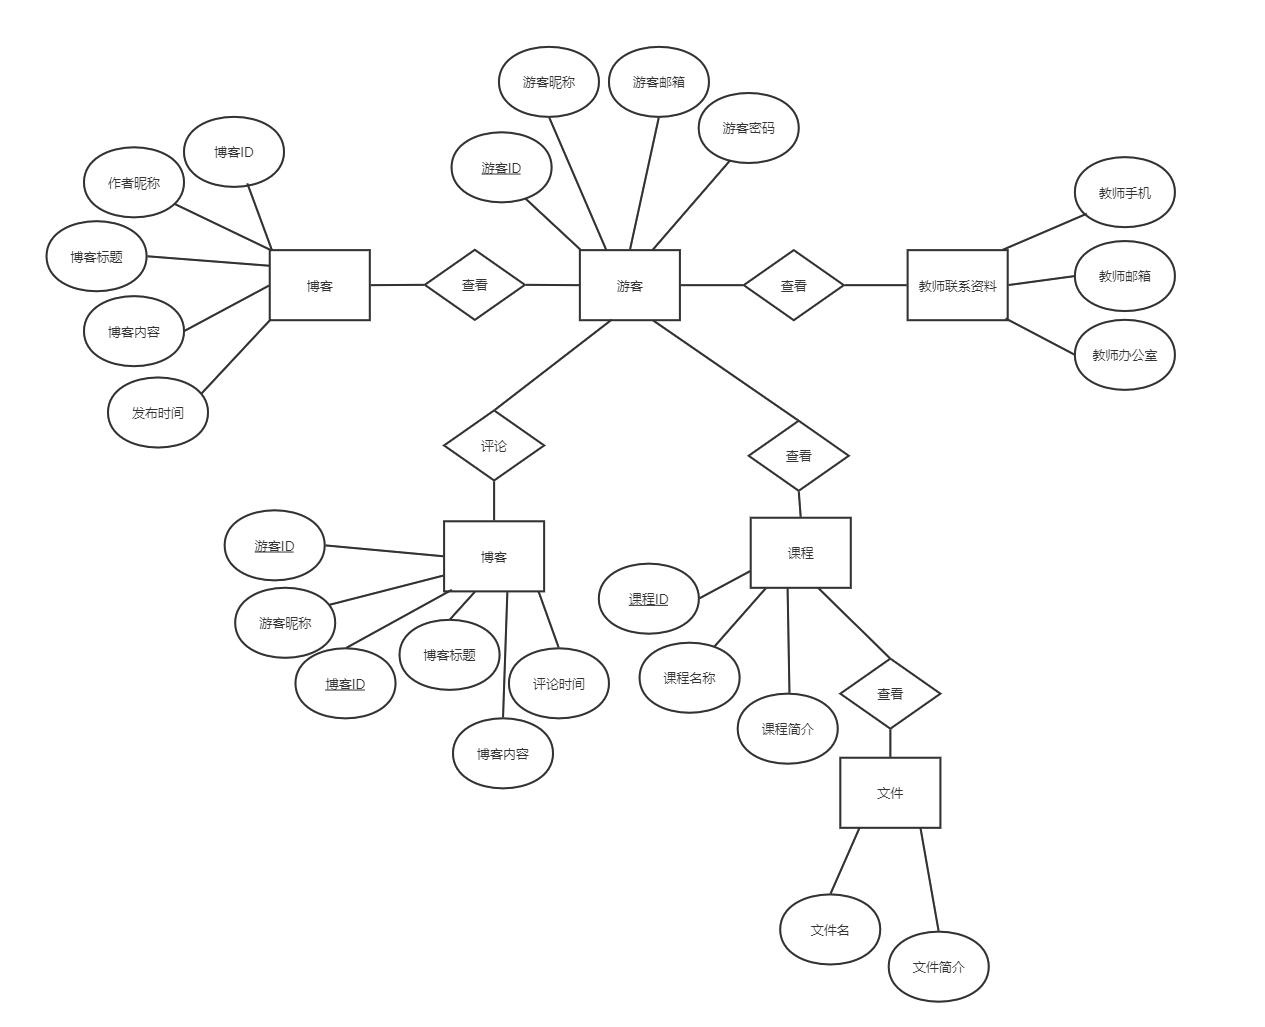 游客昵称
游客邮箱
游客密码
博客ID
游客ID
作者昵称
教师手机
博客标题
教师邮箱
博客
查看
游客
查看
教师联系资料
博客内容
教师办公室
发布时间
评论
查看
游客ID
博客
课程
课程ID
游客昵称
博客标题
博客ID
评论时间
课程名称
查看
课程简介
博客内容
文件
文件名
文件简介